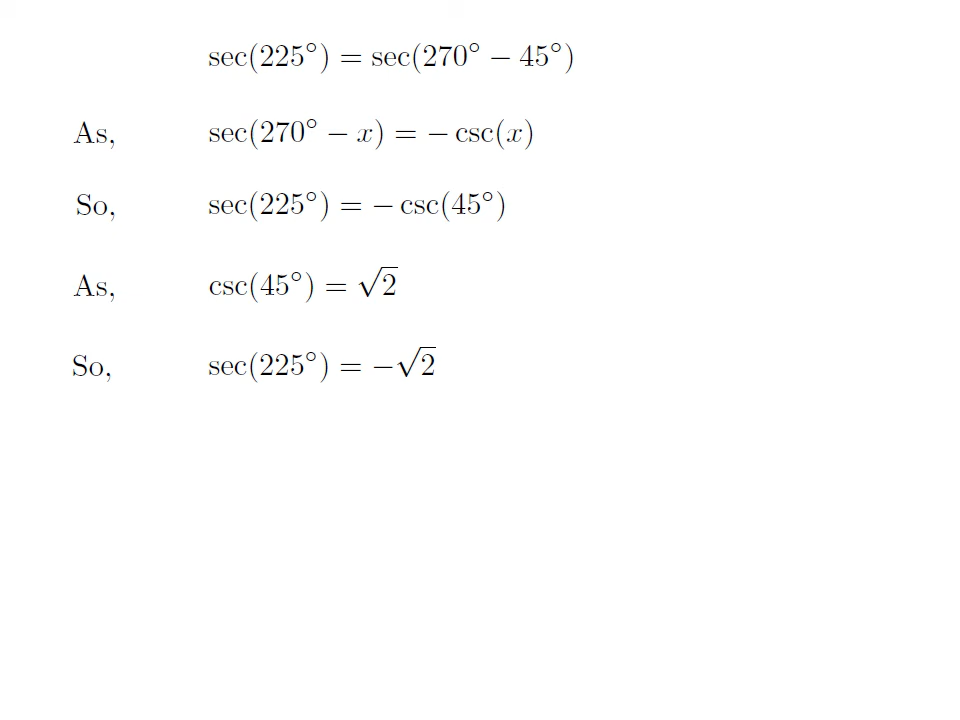 sec(225°) = sec(270° − 45°)
As, sec(270° − x) = − csc(x)
So, sec(225°) = − csc(45°)
As, csc(45°) = √2
So, sec(225°) = −√2